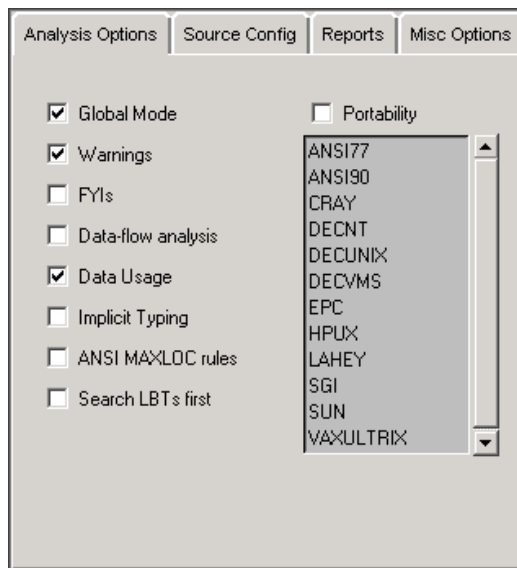 Analysis Options
Source Config
Reports
Misc Options
Global Mode
Warnings
FYIs
Data-flow analysis
Data Usage
Implicit Typing
ANSI MAXLOC rules
Search LBTs first
Portability
ANSI77
ANSI90
CRAY
DECNT
DECUNIX
DECVMS
EPC
HPUX
LAHEY
SGI
SUN
VAXULTRIX